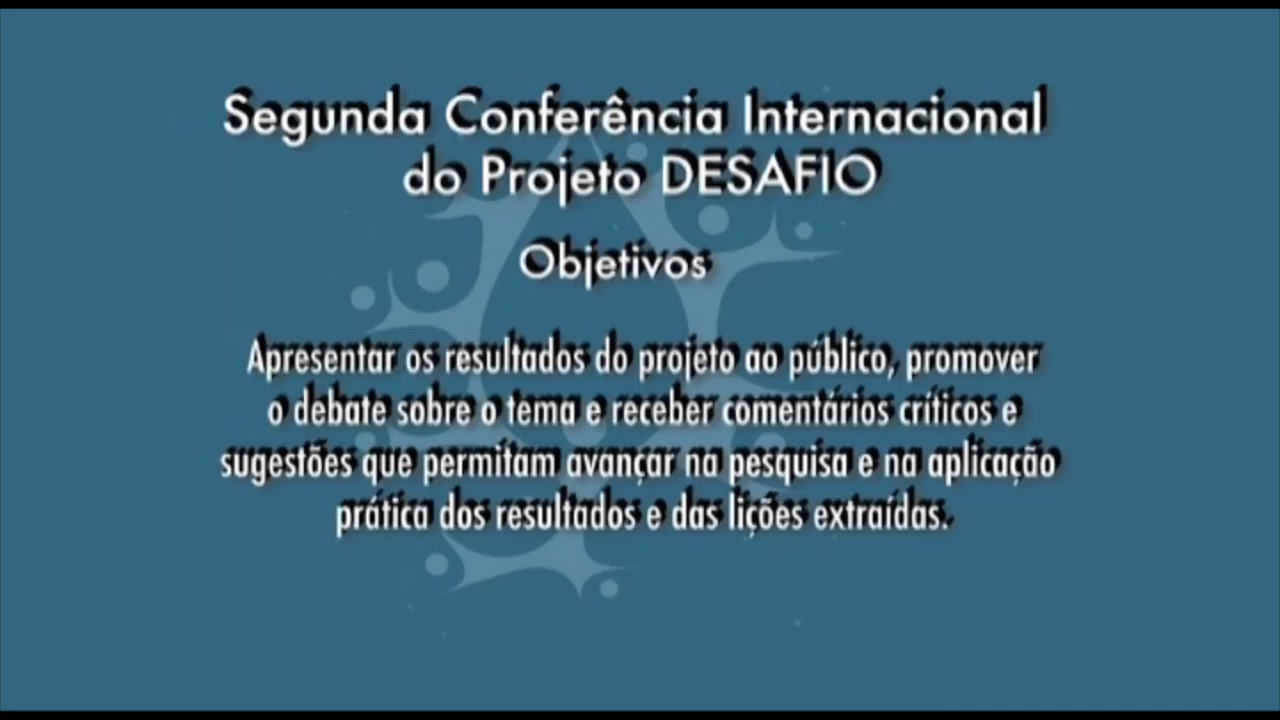 Segunda Conferência Internacional
do Projeto DESAFIO
Objetivos
Apresentar os resultados do projeto ao público, promover
o debate sobre o tema e receber comentários críticos e
sugestões que permitam avançar na pesquisa e na aplicação
prática dos resultados e das lições extraídas.